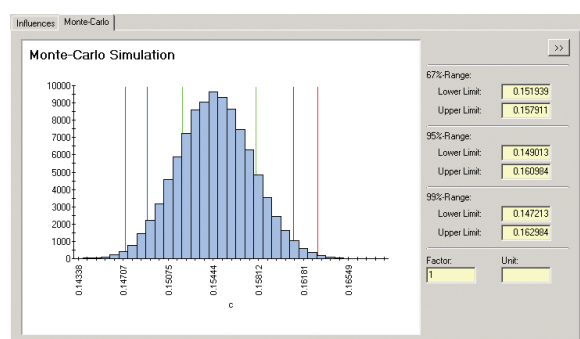 Influences Monte-Carlo
Monte-Carlo Simulation
10000
9000
8000
7000
6000
5000
4000
3000
2000
1000
0
0.14338
0.14707
0.15075
0.15444
0.15812
0.16181
0.16549
c
>>
67%-Range:
Lower Limit: 0.151939
Upper Limit: 0.157911
95%-Range:
Lower Limit: 0.149013
Upper Limit: 0.160984
99%-Range:
Lower Limit: 0.147213
Upper Limit: 0.162984
Factor: Unit:
1